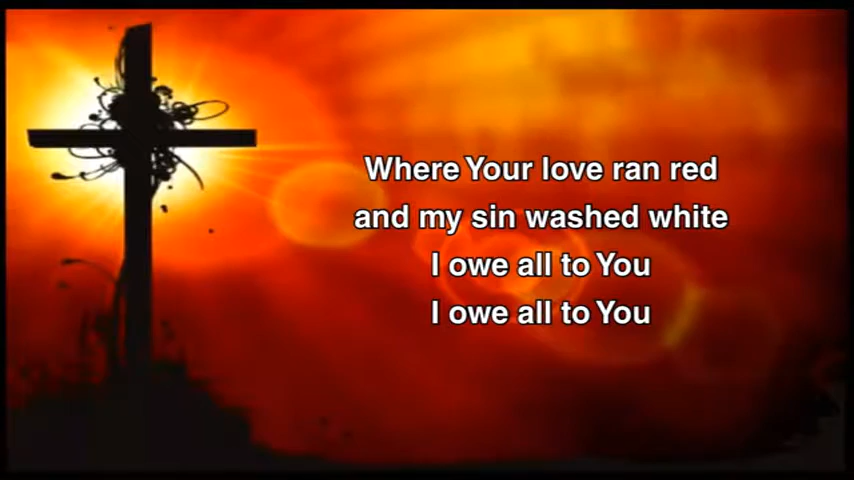 Where Your love ran red
and my sin washed white
I owe all to You
I owe all to You